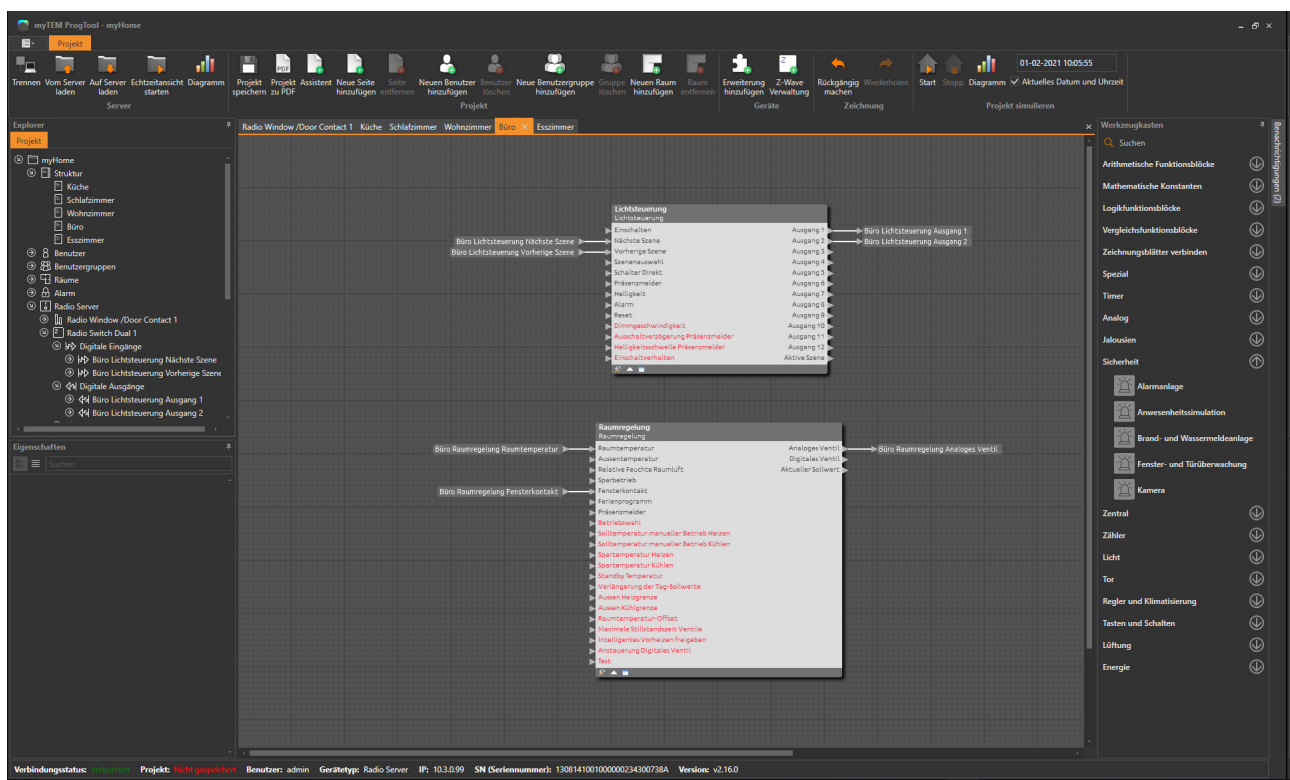 myTEM ProgTool - myHome
Projekt
Trennen Vom Server laden Auf Server laden Echtzeitansicht starten Diagramm
Server
Projekt speichern Projekt zu PDF Assistent Neue Seite hinzufügen Seite entfernen Neuen Benutzer hinzufügen Benutzer löschen Neue Benutzergruppe hinzufügen Gruppe löschen Neuen Raum hinzufügen Raum entfernen
Projekt
Erweiterung hinzufügen Z-Wave Verwaltung
Geräte
Rückgängig machen Wiederholen
Zeichnung
Start Stopp Diagramm
01-02-2021 10:05:55
Aktuelles Datum und Uhrzeit
Projekt simulieren
Explorer
Projekt
myHome
Struktur
Küche
Schlafzimmer
Wohnzimmer
Büro
Esszimmer
Benutzer
Benutzergruppen
Räume
Alarm
Radio Server
Radio Window /Door Contact 1
Radio Switch Dual 1
Digitale Eingänge
Büro Lichtsteuerung Nächste Szene
Büro Lichtsteuerung Vorherige Szene
Digitale Ausgänge
Büro Lichtsteuerung Ausgang 1
Büro Lichtsteuerung Ausgang 2
Eigenschaften
Suchen
Radio Window /Door Contact 1 Küche Schlafzimmer Wohnzimmer Büro Esszimmer
Lichtsteuerung
Lichtsteuerung
Einschalten Ausgang 1 Büro Lichtsteuerung Ausgang 1
Büro Lichtsteuerung Nächste Szene Nächste Szene Ausgang 2 Büro Lichtsteuerung Ausgang 2
Büro Lichtsteuerung Vorherige Szene Vorherige Szene Ausgang 3
Szenenauswahl Ausgang 4
Schalter Direkt Ausgang 5
Präsenzmelder Ausgang 6
Helligkeit Ausgang 7
Alarm Ausgang 8
Reset Ausgang 9
Dimmgeschwindigkeit Ausgang 10
Ausschaltverzögerung Präsenzmelder Ausgang 11
Helligkeitsschwelle Präsenzmelder Ausgang 12
Einschaltverhalten Aktive Szene
Raumregelung
Raumregelung
Büro Raumregelung Raumtemperatur Raumtemperatur Analoges Ventil Büro Raumregelung Analoges Ventil
Aussentemperatur Digitales Ventil
Relative Feuchte Raumluft Aktueller Sollwert
Sparbetrieb
Büro Raumregelung Fensterkontakt Fensterkontakt
Ferienprogramm
Präsenzmelder
Betriebswahl
Solltemperatur manueller Betrieb Heizen
Solltemperatur manueller Betrieb Kühlen
Spartemperatur Heizen
Spartemperatur Kühlen
Standby Temperatur
Verlängerung der Tag-Sollwerte
Aussen Heizgrenze
Aussen Kühlgrenze
Raumtemperatur-Offset
Maximale Stillstandszeit Ventile
Intelligentes Vorheizen freigeben
Ansteuerung Digitales Ventil
Test
Werkzeugkasten
Suchen
Arithmetische Funktionsblöcke
Mathematische Konstanten
Logikfunktionsblöcke
Vergleichsfunktionsblöcke
Zeichnungsblätter verbinden
Spezial
Timer
Analog
Jalousien
Sicherheit
Alarmanlage
Anwesenheitssimulation
Brand- und Wassermeldeanlage
Fenster- und Türüberwachung
Kamera
Zentral
Zähler
Licht
Tor
Regler und Klimatisierung
Tasten und Schalten
Lüftung
Energie
Benachrichtigungen (2)
Verbindungsstatus: Verbunden Projekt: Nicht gespeichert Benutzer: admin Gerätetyp: Radio Server IP: 10.3.0.99 SN (Seriennummer): 1308141001000000234300738A Version: v2.16.0